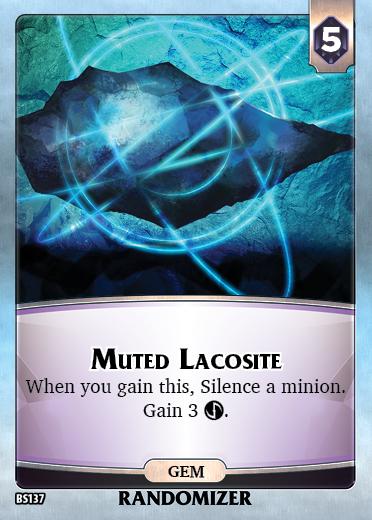 5
Muted Lacosite
When you gain this, Silence a minion.
Gain 3 .
GEM
BS137
RANDOMIZER